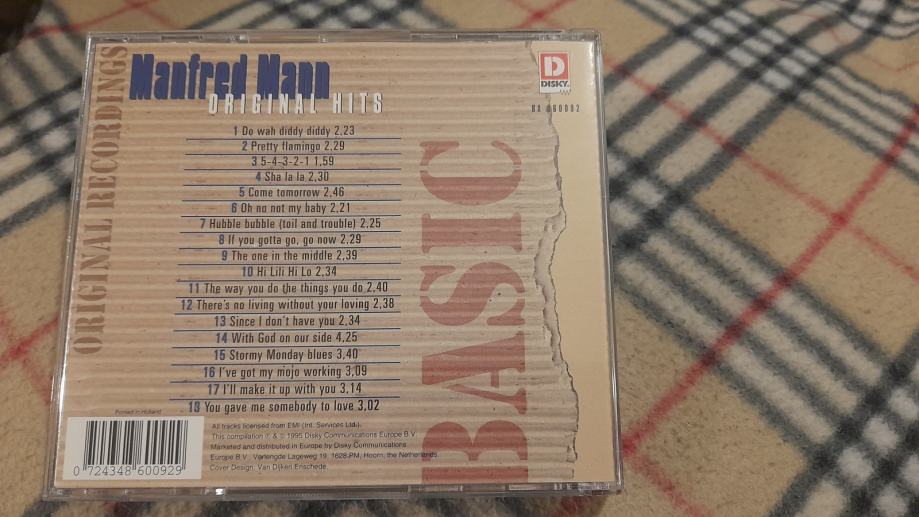 ORIGINAL RECORDINGS
Manfred Mann
ORIGINAL HITS
D
DISKY
BA 860092
1 Do wah diddy diddy 2,23
2 Pretty flamingo 2,29
3 5-4-3-2-1 1,59
4 Sha la la 2,30
5 Come tomorrow 2,46
6 Oh no not my baby 2,21
7 Hubble bubble (toil and trouble) 2,25
8 If you gotta go, go now 2,29
9 The one in the middle 2,39
10 Hi Lili Hi Lo 2,34
11 The way you do the things you do 2,40
12 There's no living without your loving 2,38
13 Since I don't have you 2,34
14 With God on our side 4,25
15 Stormy Monday blues 3,40
16 I've got my mojo working 3,09
17 I'll make it up with you 3,14
18 You gave me somebody to love 3,02
BASIC
Printed in Holland
0 724348 600929
All tracks licensed from EMI (Int. Services Ltd.).
This compilation ℗ & © 1995 Disky Communications Europe B.V.
Marketed and distributed in Europe by Disky Communications
Europe B.V., Verlengde Lageweg 19, 1628 PM, Hoorn, the Netherlands.
Cover Design: Van Dijken Enschede